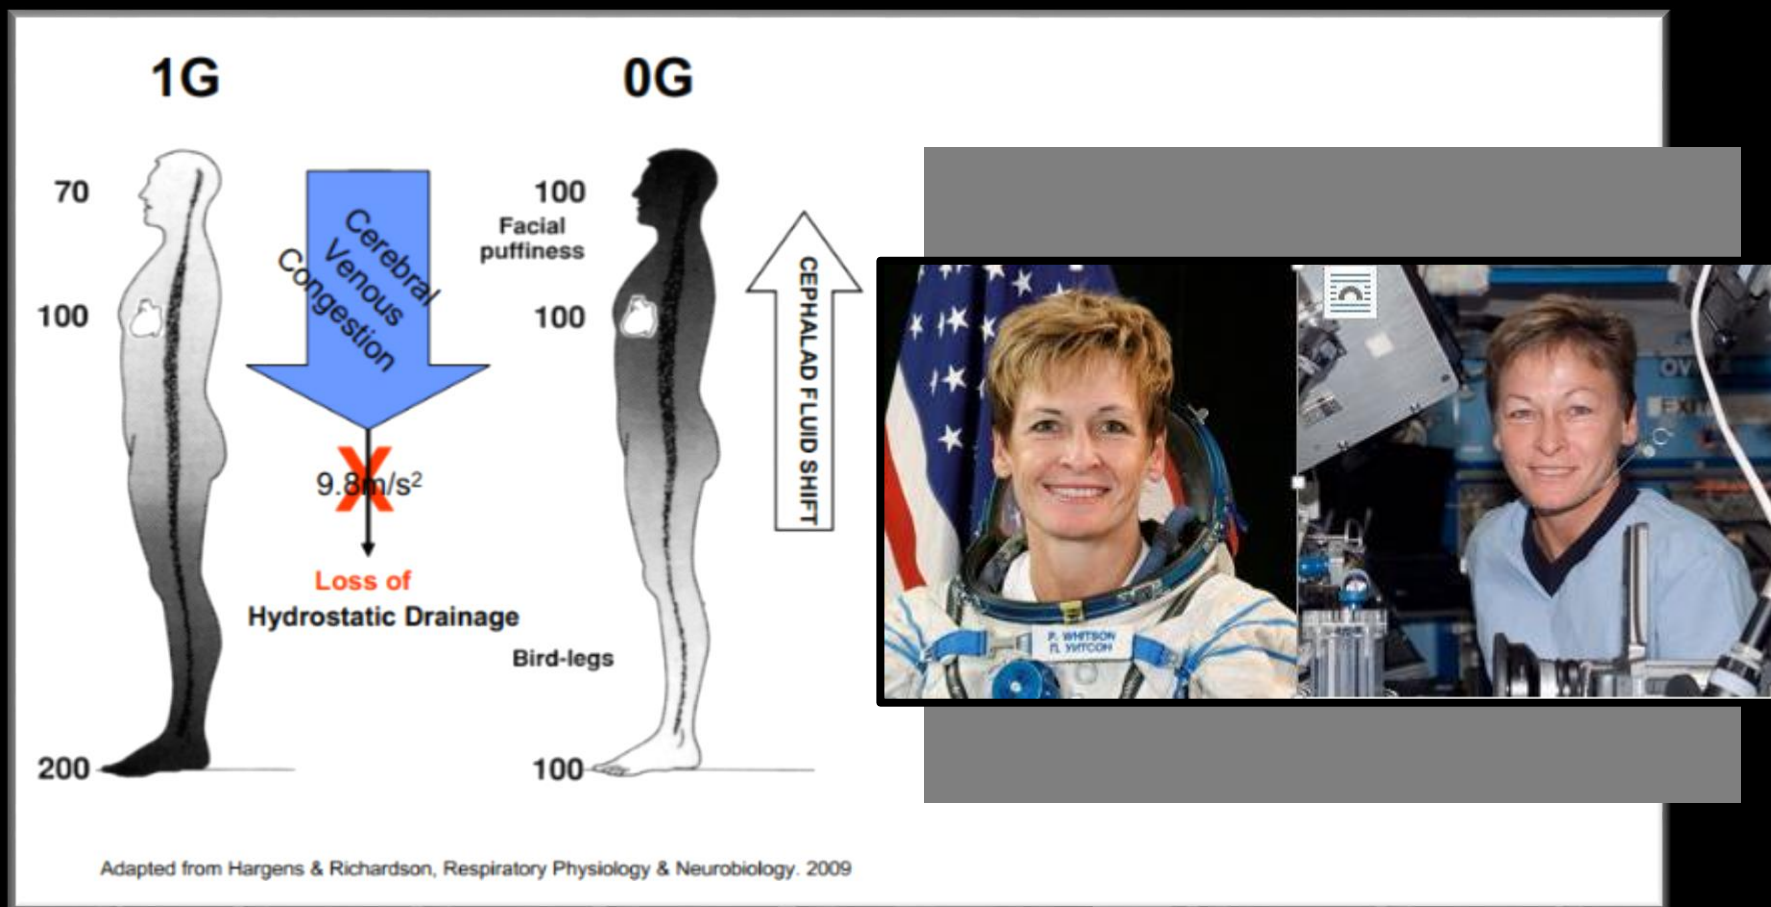 1G
0G
70
100
200
Cerebral
Venous
Congestion
9.8m/s²
X
Loss of
Hydrostatic Drainage
100
Facial
puffiness
100
Bird-legs
100
CEPHALAD FLUID SHIFT
P. WHITSON
П. УИТСОН
EXIT
Adapted from Hargens & Richardson, Respiratory Physiology & Neurobiology. 2009